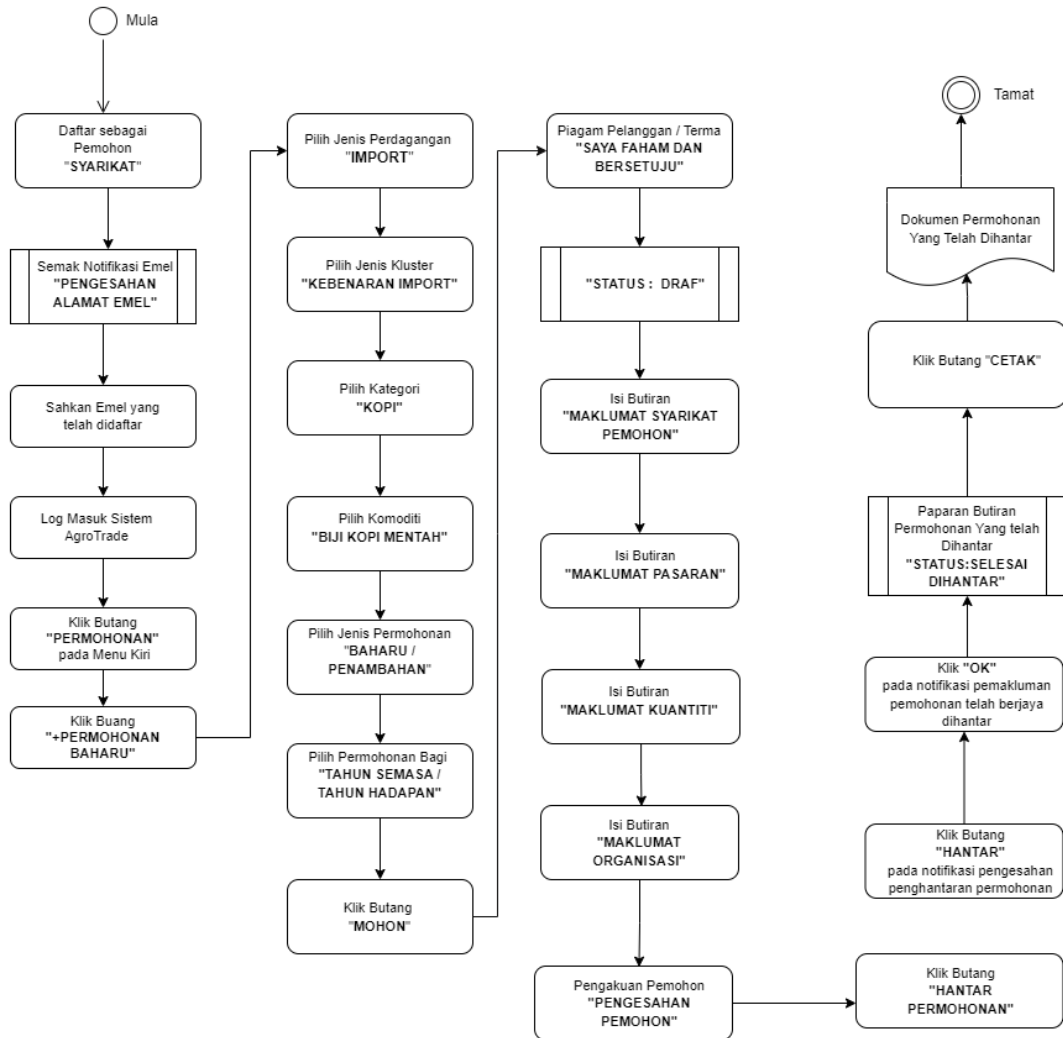 Mula
Daftar sebagai
Pemohon
"SYARIKAT"
Semak Notifikasi Emel
"PENGESAHAN
ALAMAT EMEL"
Sahkan Emel yang
telah didaftar
Log Masuk Sistem
AgroTrade
Klik Butang
"PERMOHONAN"
pada Menu Kiri
Klik Buang
"+PERMOHONAN
BAHARU"
Pilih Jenis Perdagangan
"IMPORT"
Pilih Jenis Kluster
"KEBENARAN IMPORT"
Pilih Kategori
"KOPI"
Pilih Komoditi
"BIJI KOPI MENTAH"
Pilih Jenis Permohonan
"BAHARU /
PENAMBAHAN"
Pilih Permohonan Bagi
"TAHUN SEMASA /
TAHUN HADAPAN"
Klik Butang
"MOHON"
Piagam Pelanggan / Terma
"SAYA FAHAM DAN
BERSETUJU"
"STATUS : DRAF"
Isi Butiran
"MAKLUMAT SYARIKAT
PEMOHON"
Isi Butiran
"MAKLUMAT PASARAN"
Isi Butiran
"MAKLUMAT KUANTITI"
Isi Butiran
"MAKLUMAT
ORGANISASI"
Pengakuan Pemohon
"PENGESAHAN
PEMOHON"
Klik Butang
"HANTAR
PERMOHONAN"
Klik Butang
"HANTAR"
pada notifikasi pengesahan
penghantaran permohonan
Klik "OK"
pada notifikasi pemakluman
pemohonan telah berjaya
dihantar
Paparan Butiran
Permohonan Yang telah
Dihantar
"STATUS:SELESAI
DIHANTAR"
Klik Butang "CETAK"
Dokumen Permohonan
Yang Telah Dihantar
Tamat